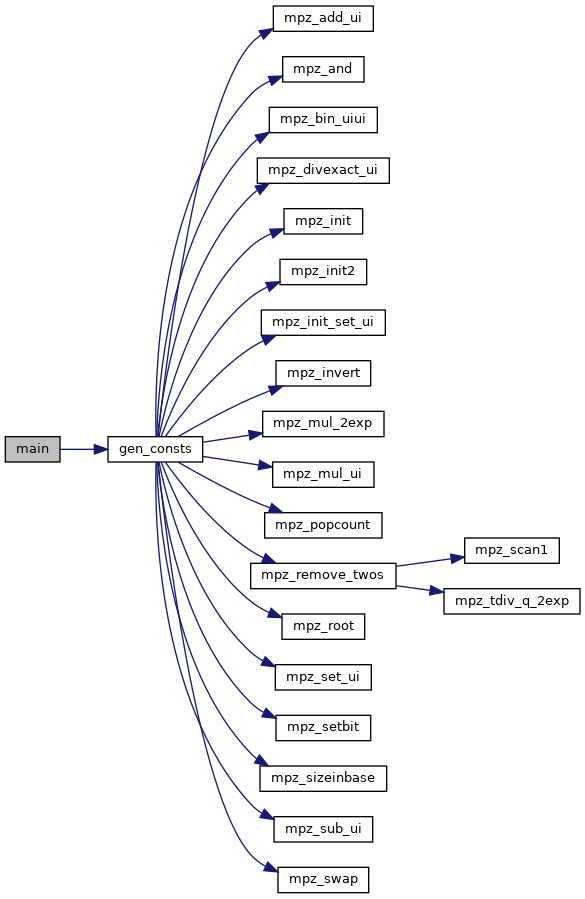 mpz_add_ui
mpz_and
mpz_bin_uiui
mpz_divexact_ui
mpz_init
mpz_init2
mpz_init_set_ui
mpz_invert
mpz_mul_2exp
main
gen_consts
mpz_mul_ui
mpz_popcount
mpz_scan1
mpz_remove_twos
mpz_tdiv_q_2exp
mpz_root
mpz_set_ui
mpz_setbit
mpz_sizeinbase
mpz_sub_ui
mpz_swap